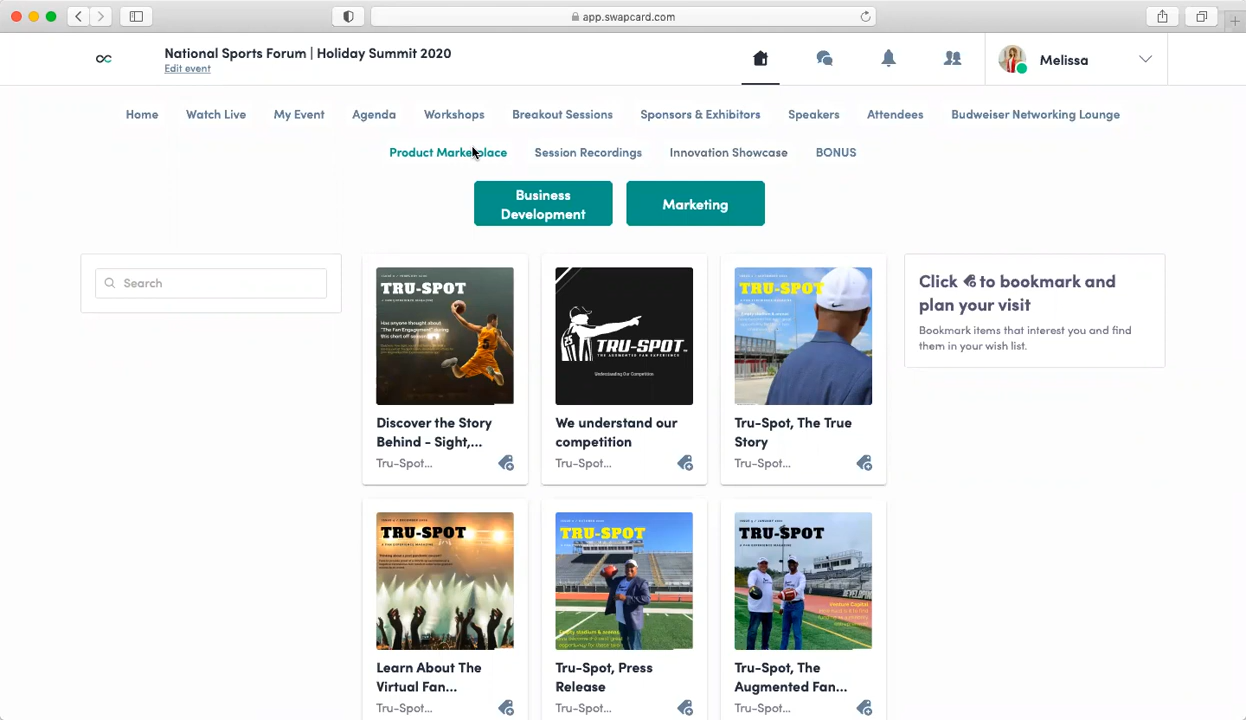 app.swapcard.com
National Sports Forum | Holiday Summit 2020
Edit event
Melissa
Home
Watch Live
My Event
Agenda
Workshops
Breakout Sessions
Sponsors & Exhibitors
Speakers
Attendees
Budweiser Networking Lounge
Product Marketplace
Session Recordings
Innovation Showcase
BONUS
Business
Development
Marketing
Search
TRU-SPOT
TRU-SPOT
THE AUGMENTED FAN EXPERIENCE
Understanding Our Competition
TRU-SPOT
Click to bookmark and
plan your visit
Bookmark items that interest you and find
them in your wish list.
Discover the Story
Behind - Sight,...
Tru-Spot...
We understand our
competition
Tru-Spot...
Tru-Spot, The True
Story
Tru-Spot...
TRU-SPOT
TRU-SPOT
TRU-SPOT
Learn About The
Virtual Fan...
Tru-Spot...
Tru-Spot, Press
Release
Tru-Spot...
Tru-Spot, The
Augmented Fan...
Tru-Spot...